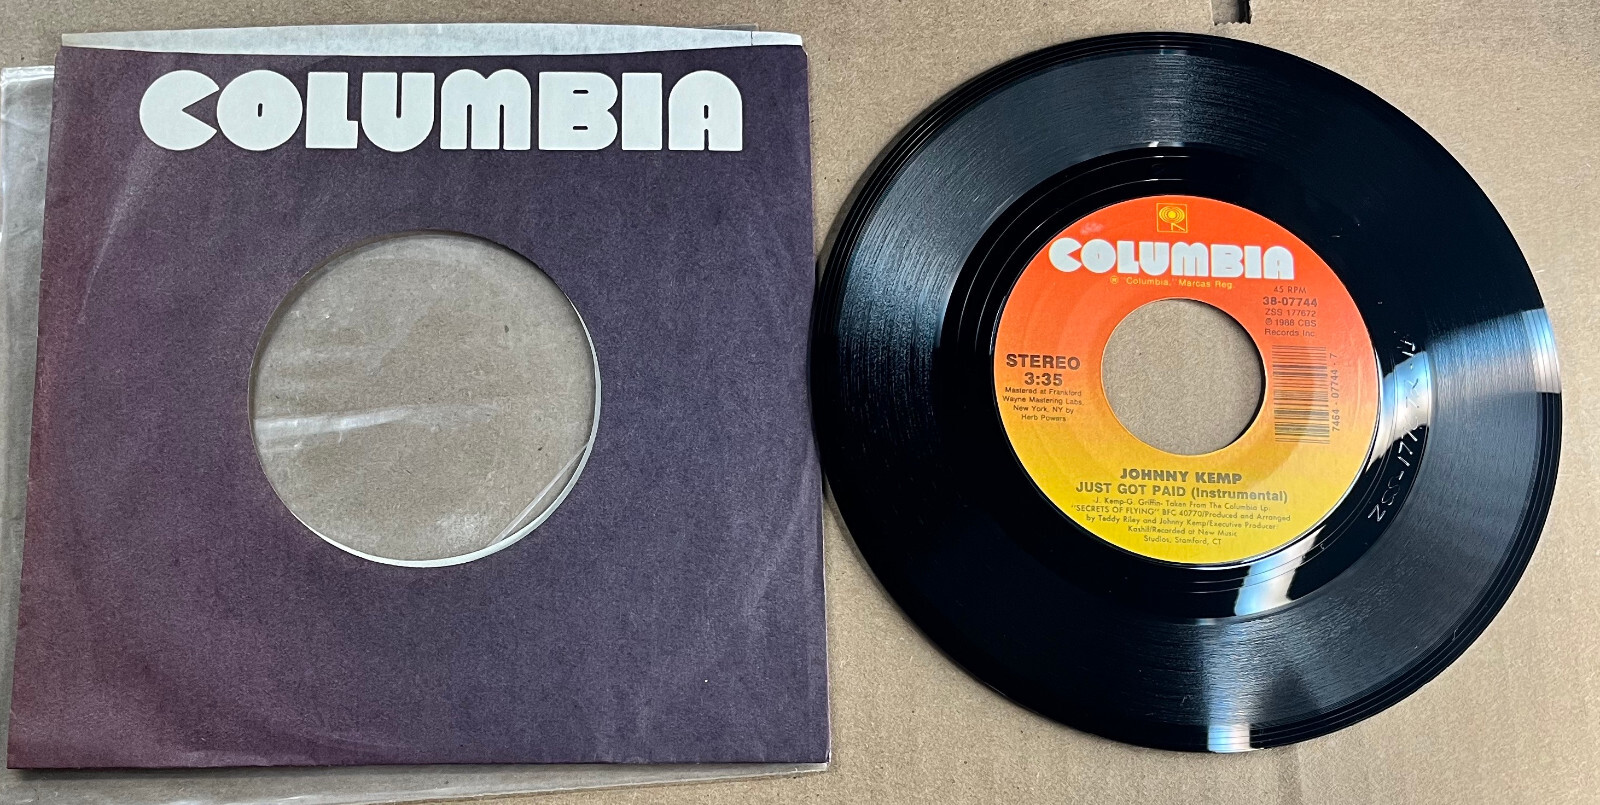 COLUMBIA
COLUMBIA
® "Columbia," Marcas Reg.
45 RPM
38-07744
ZSS 177672
℗ 1988 CBS
Records Inc.
STEREO
3:35
Mastered at Frankford
Wayne Mastering Labs,
New York, NY by
Herb Powers.
7464-07744-7
JOHNNY KEMP
JUST GOT PAID (Instrumental)
-J. Kemp-G. Griffin- Taken From The Columbia Lp:
"SECRETS OF FLYING" BFC 40770/Produced and Arranged
by Teddy Riley and Johnny Kemp/Executive Producer:
Kashif/Recorded at New Music
Studios, Stamford, CT